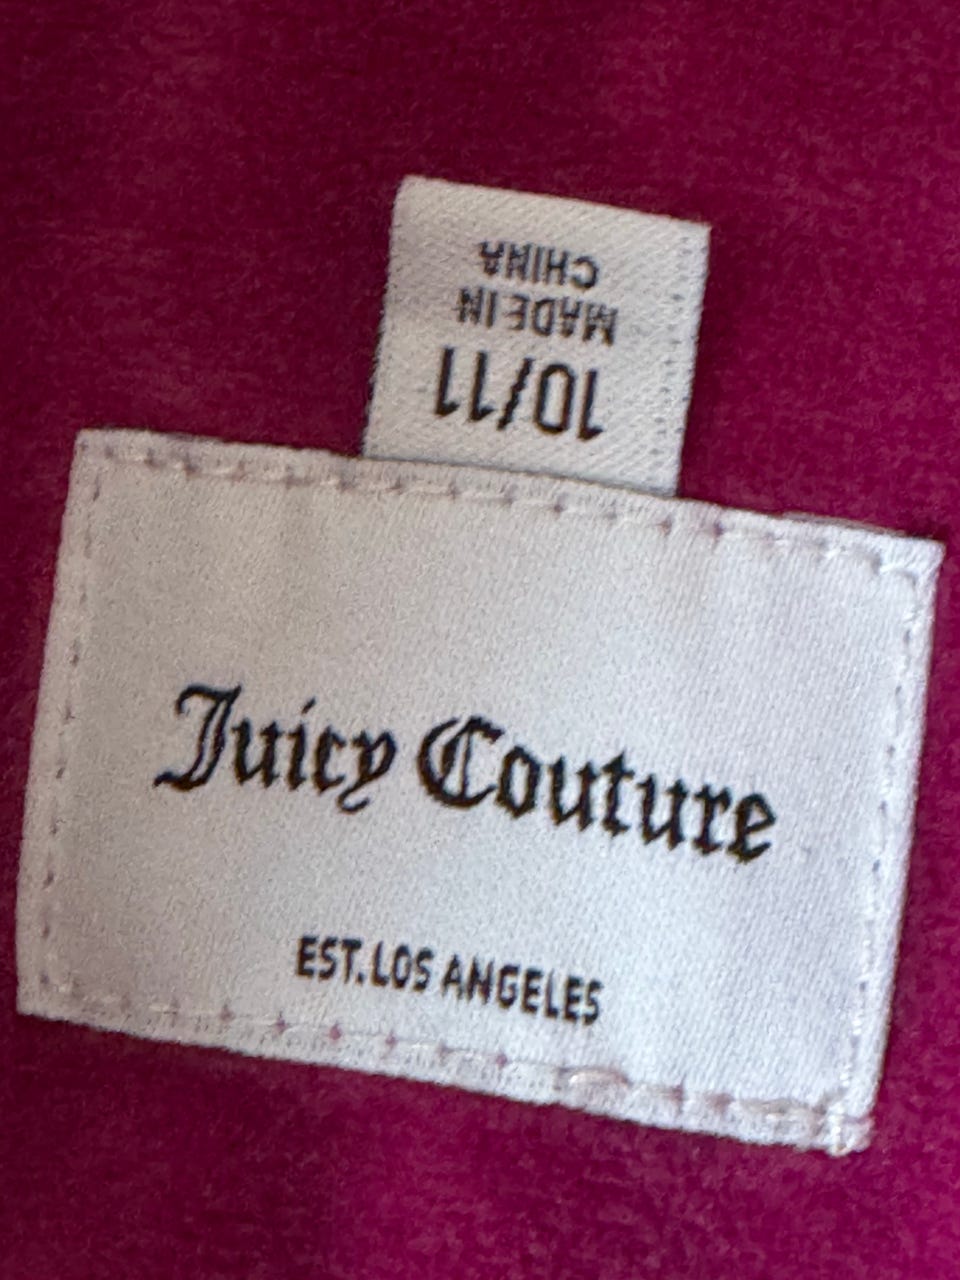 10/11
MADE IN
CHINA
Juicy Couture
EST. LOS ANGELES